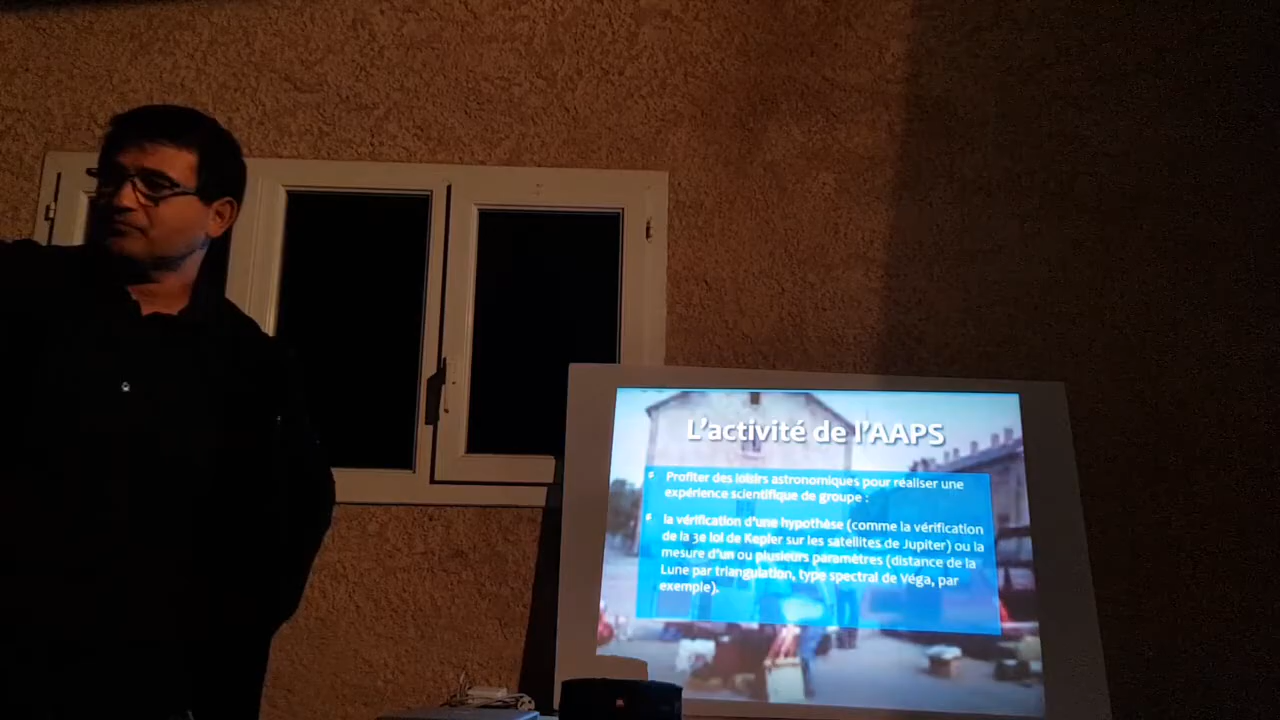 L'activité de l'AAPS
Profiter des loisirs astronomiques pour réaliser une
expérience scientifique de groupe :
la vérification d'une hypothèse (comme la vérification
de la 3e loi de Kepler sur les satellites de Jupiter) ou la
mesure d'un ou plusieurs paramètres (distance de la
Lune par triangulation, type spectral de Véga, par
exemple).